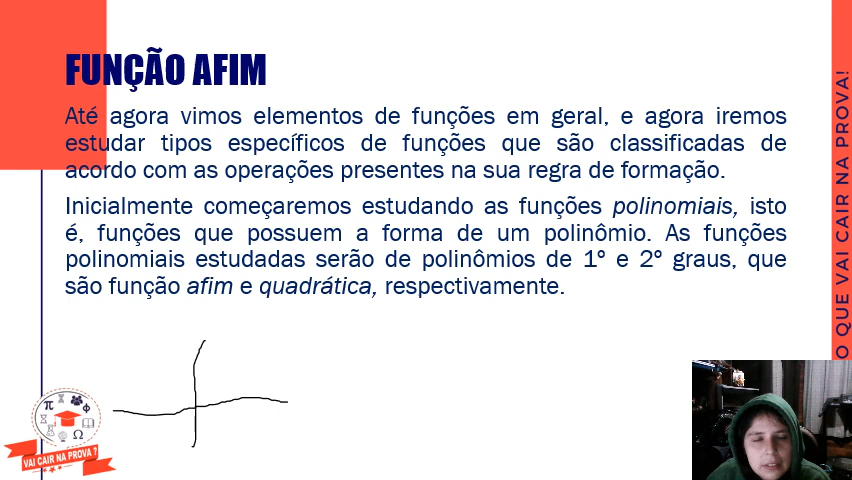 FUNÇÃO AFIM
Até agora vimos elementos de funções em geral, e agora iremos
estudar tipos específicos de funções que são classificadas de
acordo com as operações presentes na sua regra de formação.
Inicialmente começaremos estudando as funções polinomiais, isto
é, funções que possuem a forma de um polinômio. As funções
polinomiais estudadas serão de polinômios de 1º e 2º graus, que
são função afim e quadrática, respectivamente.
O QUE VAI CAIR NA PROVA!
π
ϕ
Ω
VAI CAIR NA PROVA ?